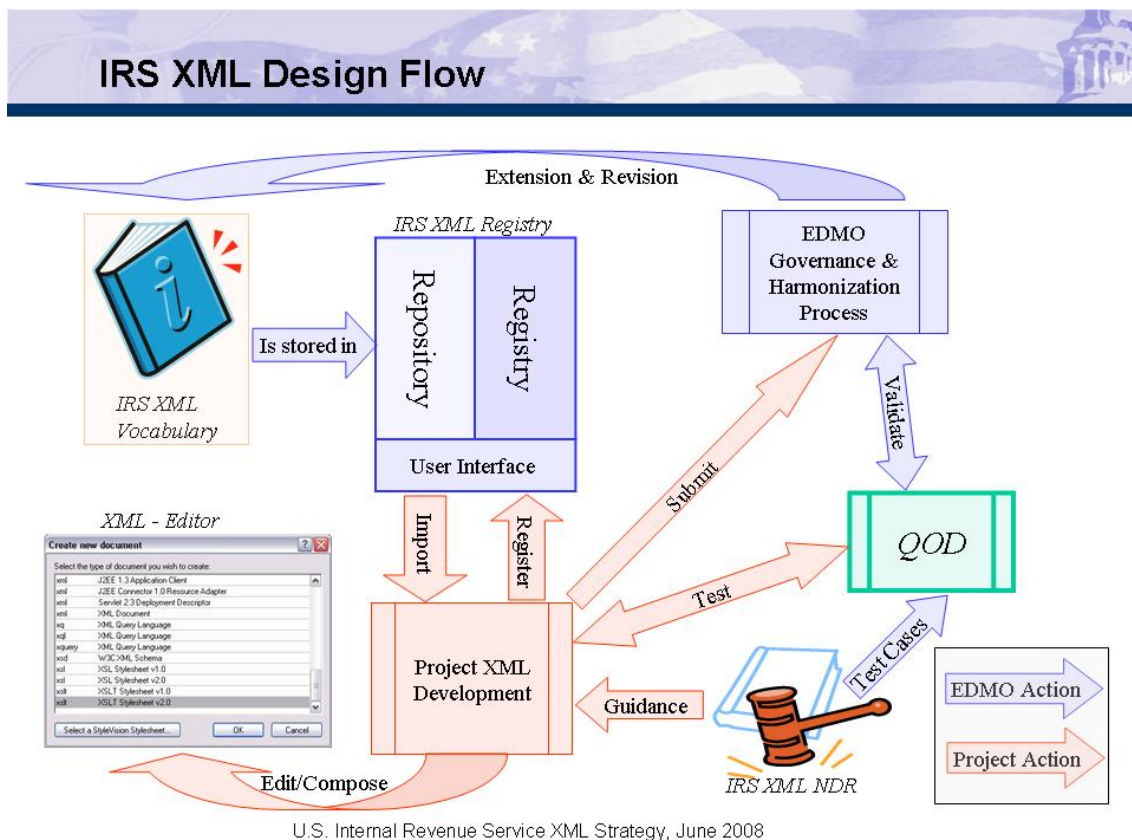 IRS XML Design Flow
Extension & Revision
IRS XML Registry
EDMO
Governance &
Harmonization
Process
Repository
Registry
Is stored in
IRS XML
Vocabulary
User Interface
Validate
Submit
XML - Editor
Import
Register
QOD
Create new document
Select the type of document you wish to create:
xml J2EE 1.3 Application Client
xml J2EE Connector 1.0 Resource Adapter
xml Servlet 2.3 Deployment Descriptor
xml XML Document
xq XML Query Language
xql XML Query Language
xquery XML Query Language
xsd W3C XML Schema
xsl XSL Stylesheet v1.0
xsl XSL Stylesheet v2.0
xslt XSLT Stylesheet v1.0
xslt XSLT Stylesheet v2.0
Select a StyleVision Stylesheet...
OK
Cancel
Test
Test Cases
Project XML
Development
Guidance
EDMO Action
Project Action
IRS XML NDR
Edit/Compose
U.S. Internal Revenue Service XML Strategy, June 2008